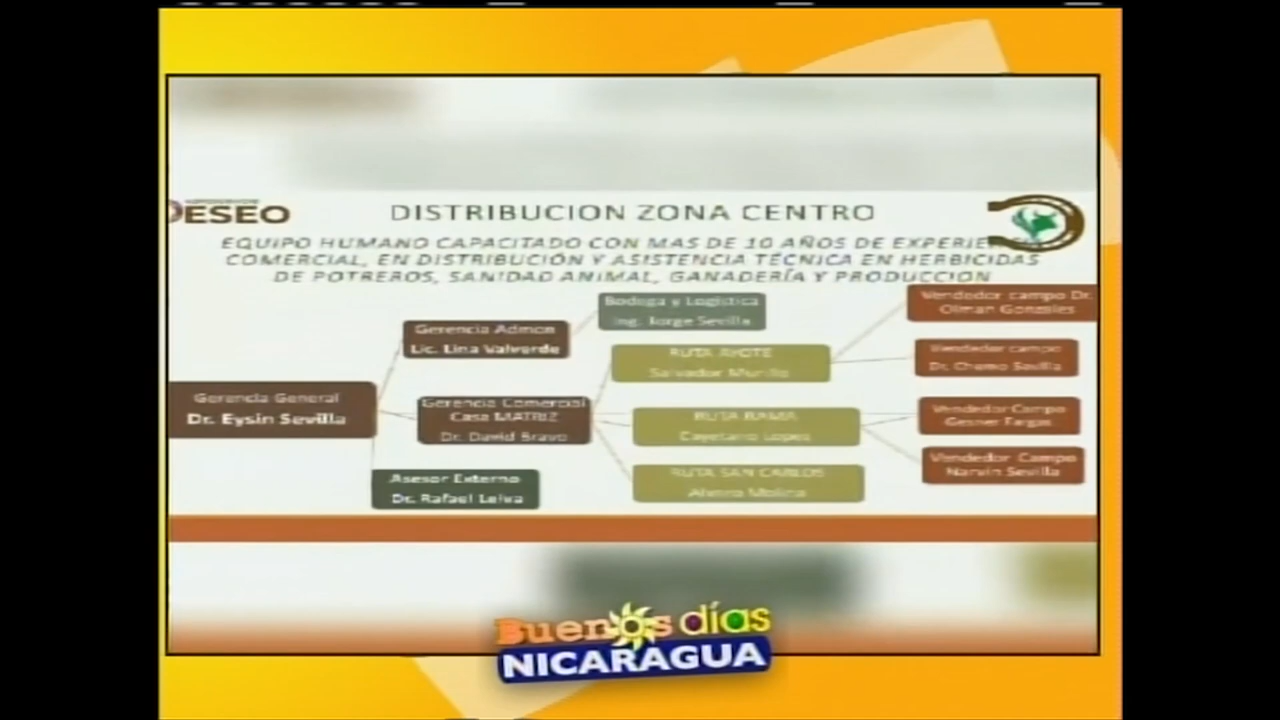 ESEO
DISTRIBUCION ZONA CENTRO
EQUIPO HUMANO CAPACITADO CON MAS DE 10 AÑOS DE
COMERCIAL, EN DISTRIBUCIÓN Y ASISTENCIA TÉCNICA EN HERBICIDAS
DE POTREROS, SANIDAD ANIMAL, GANADERÍA Y PRODUCCION
Gerencia General
Dr. Eysin Sevilla
Gerencia Admon
Lic. Lina Valverde
Gerencia Comercial
Casa MATRIZ
Dr. David Bravo
Asesor Externo
Dr. Rafael Leiva
Bodega y Logística
Ing. Jorge Sevilla
RUTA AYOTE
Salvador Murillo
RUTA RAMA
Cayetano Lopez
RUTA SAN CARLOS
Molina
Vendedor campo Dr.
Olman Gonzales
Vendedor campo
Dr. Chemo Sevilla
Vendedor Campo
Gesner Fargas
Vendedor Campo
Narvin Sevilla
Buenos días
NICARAGUA